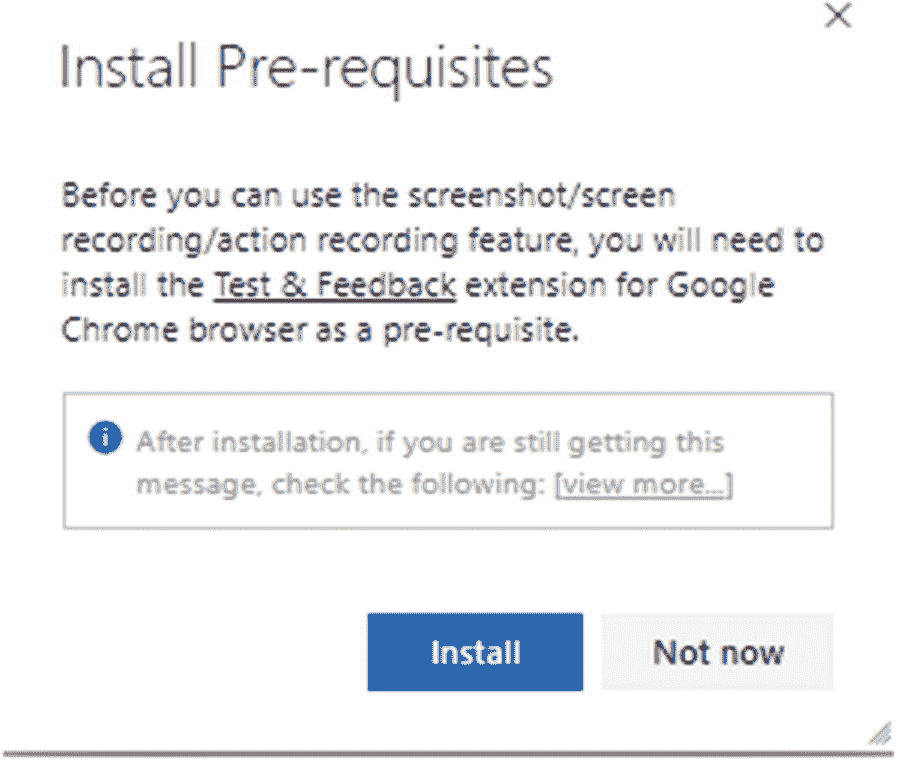 Install Pre-requisites
Before you can use the screenshot/screen
recording/action recording feature, you will need to
install the Test & Feedback extension for Google
Chrome browser as a pre-requisite.
After installation, if you are still getting this
message, check the following: [view more...]
Install
Not now